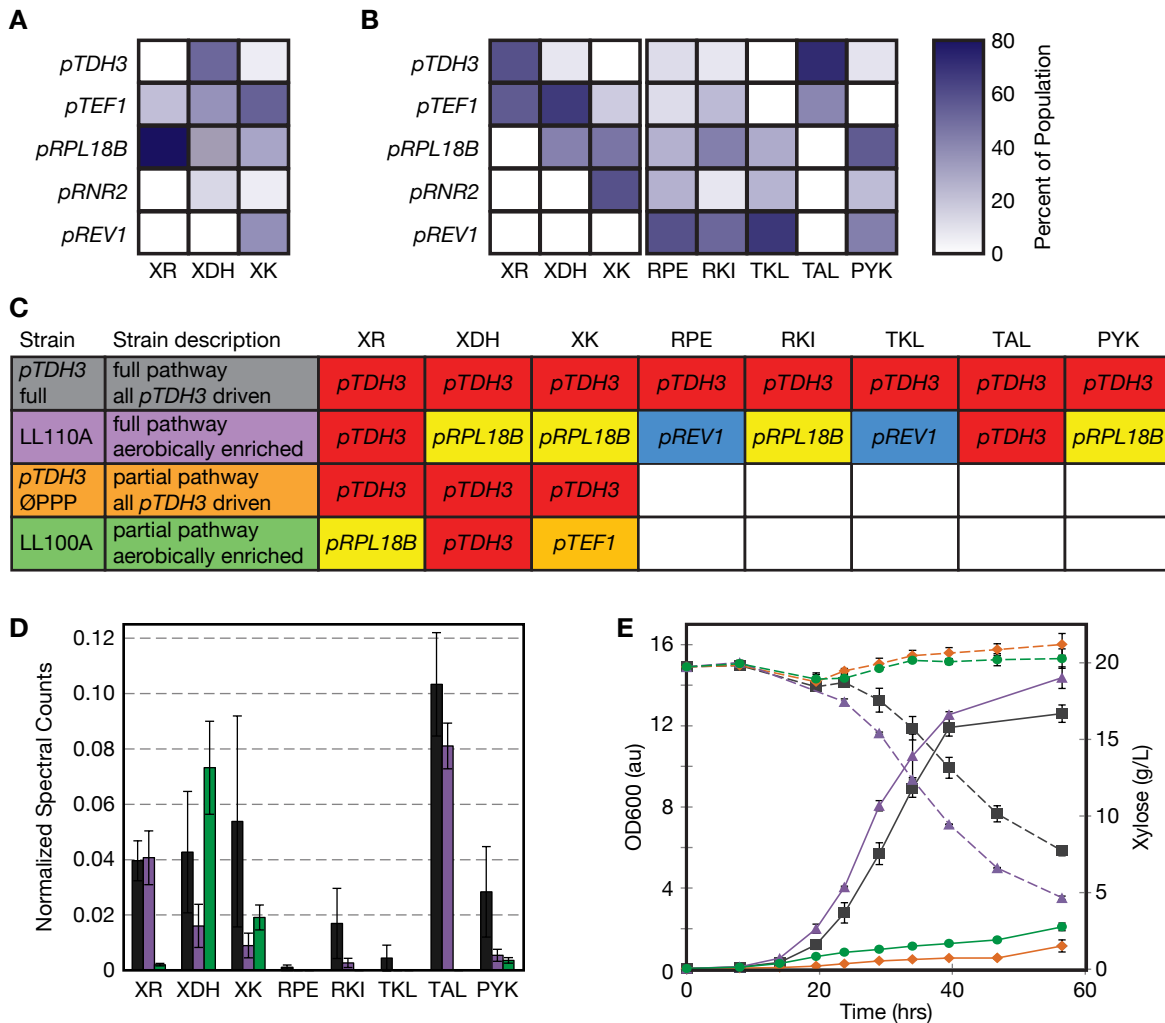 A
B
pTDH3
pTEF1
pRPL18B
pRNR2
pREV1
XR XDH XK
pTDH3
pTEF1
pRPL18B
pRNR2
pREV1
XR XDH XK RPE RKI TKL TAL PYK
80
60
40
20
0
Percent of Population
C
Strain Strain description XR XDH XK RPE RKI TKL TAL PYK
pTDH3 full pathway pTDH3 pTDH3 pTDH3 pTDH3 pTDH3 pTDH3 pTDH3 pTDH3
full all pTDH3 driven
LL110A full pathway pTDH3 pRPL18B pRPL18B pREV1 pRPL18B pREV1 pTDH3 pRPL18B
aerobically enriched
pTDH3 partial pathway pTDH3 pTDH3 pTDH3
ØPPP all pTDH3 driven
LL100A partial pathway pRPL18B pTDH3 pTEF1
aerobically enriched
D
Normalized Spectral Counts
0.12
0.10
0.08
0.06
0.04
0.02
0
XR XDH XK RPE RKI TKL TAL PYK
E
OD600 (au)
16
12
8
4
0
20
15
10
5
0
Xylose (g/L)
0 20 40 60
Time (hrs)